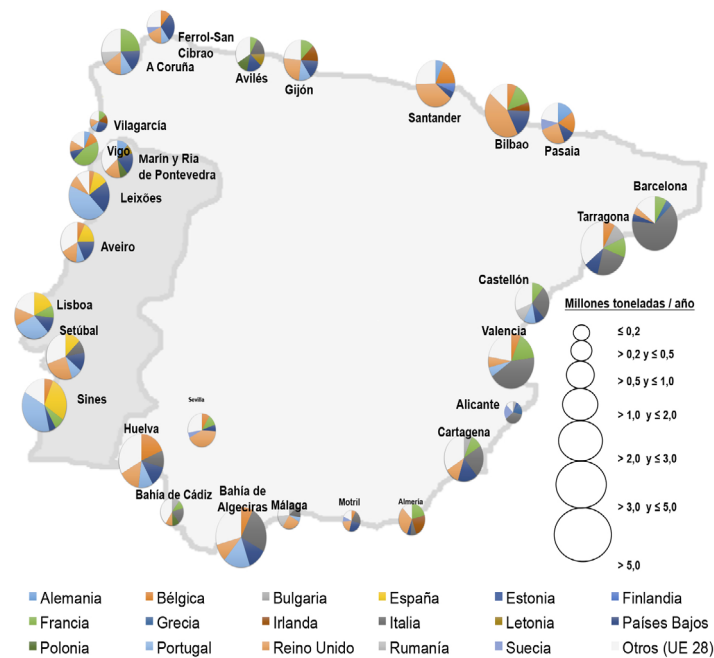 Ferrol-San
Cibrao
A Coruña
Avilés
Gijón
Santander
Bilbao
Pasaia
Vilagarcía
Vigo
Marín y Ria
de Pontevedra
Leixões
Barcelona
Tarragona
Aveiro
Castellón
Millones toneladas / año
Lisboa
Setúbal
Valencia
≤ 0,2
> 0,2 y ≤ 0,5
> 0,5 y ≤ 1,0
Sines
Sevilla
Alicante
> 1,0 y ≤ 2,0
Huelva
Cartagena
> 2,0 y ≤ 3,0
Bahía de Cádiz
Bahía de
Algeciras
Málaga
Motril
Almería
> 3,0 y ≤ 5,0
> 5,0
Alemania Bélgica Bulgaria España Estonia Finlandia
Francia Grecia Irlanda Italia Letonia Países Bajos
Polonia Portugal Reino Unido Rumanía Suecia Otros (UE 28)